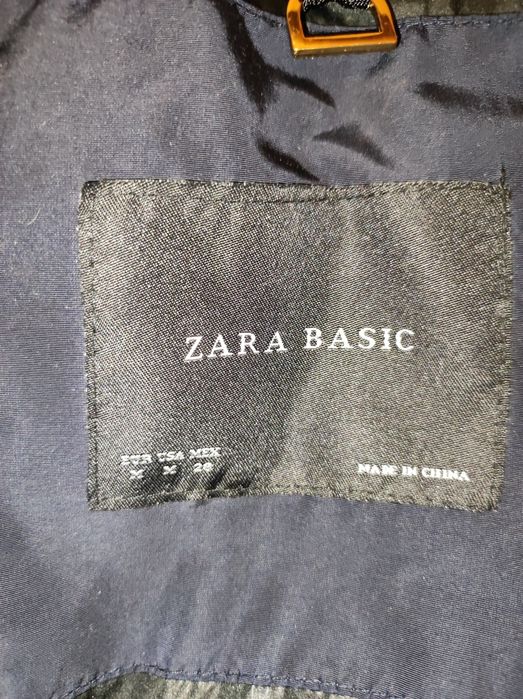 ZARA BASIC
EUR USA MEX
M M 28
MADE IN CHINA